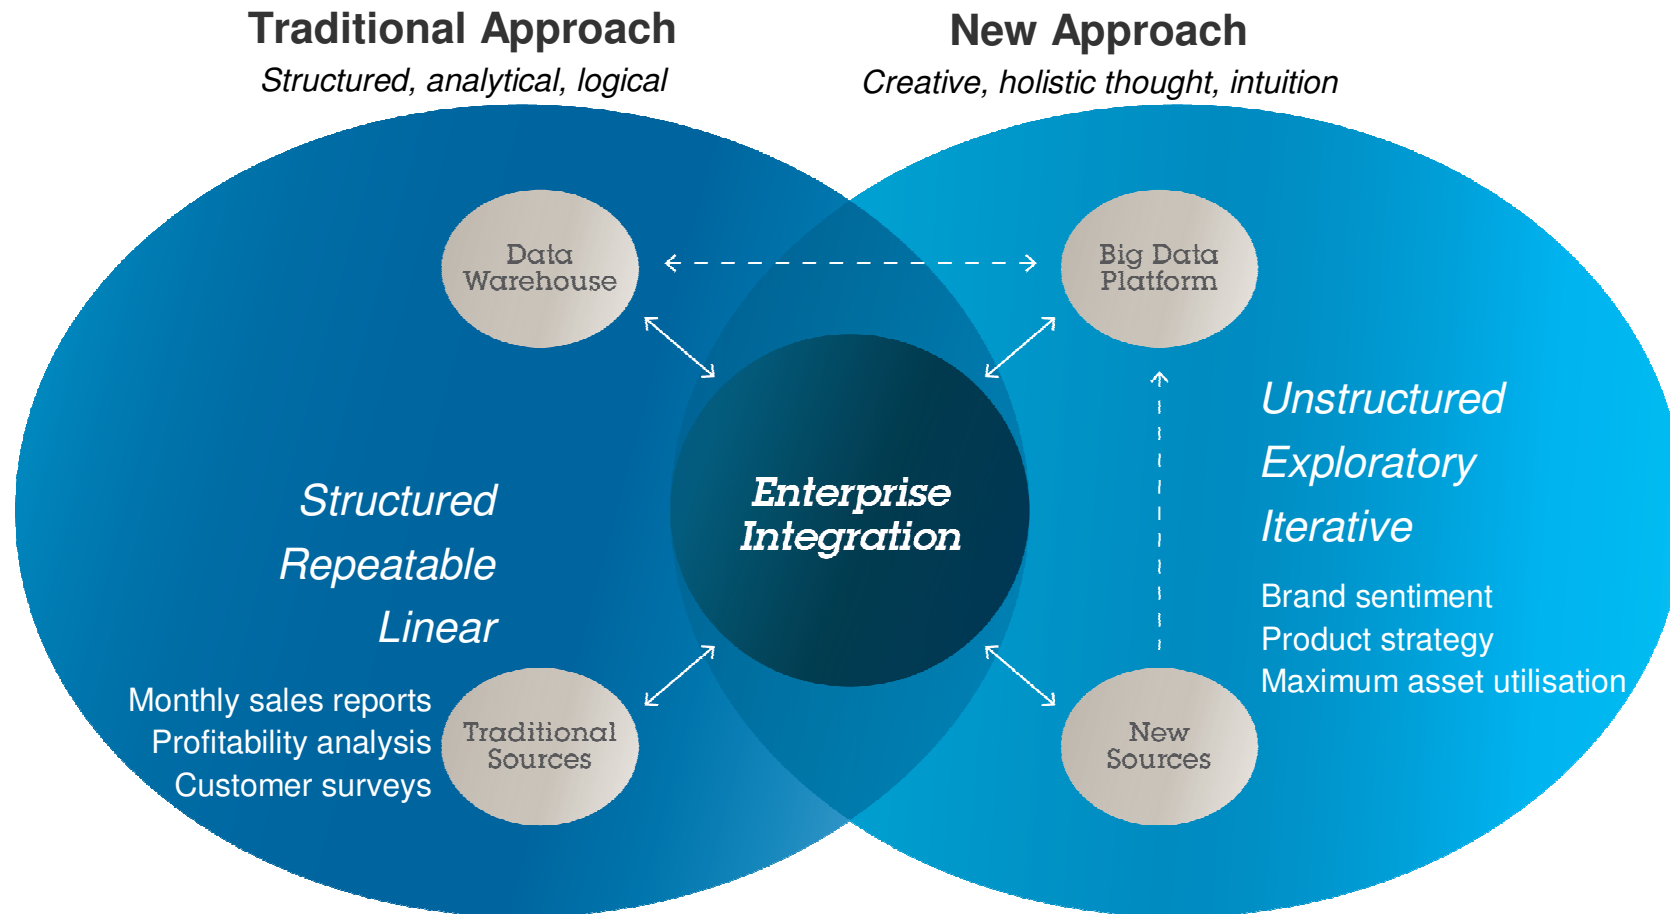 Traditional Approach
Structured, analytical, logical
New Approach
Creative, holistic thought, intuition
Data
Warehouse
Big Data
Platform
Structured
Repeatable
Linear
Monthly sales reports
Profitability analysis
Customer surveys
Traditional
Sources
Enterprise
Integration
Unstructured
Exploratory
Iterative
Brand sentiment
Product strategy
Maximum asset utilisation
New
Sources